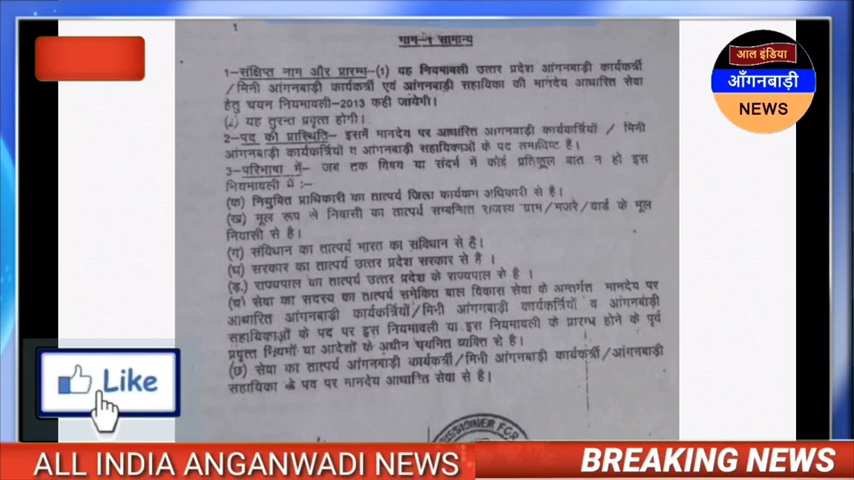 1
भाग-1 सामान्य
1-संक्षिप्त नाम और प्रारम्भ-(1) यह नियमावली उत्तर प्रदेश आंगनबाड़ी कार्यकर्त्री
/मिनी आंगनबाड़ी कार्यकर्त्री एवं आंगनबाड़ी सहायिका की मानदेय आधारित सेवा
हेतु चयन नियमावली-2013 कही जायेगी।
(2) यह तुरन्त प्रवृत्त होगी।
2-पद की प्रास्थिति- इसमें मानदेय पर आधारित आंगनबाड़ी कार्यकत्रियों / मिनी
आंगनबाड़ी कार्यकत्रियों व आंगनबाड़ी सहायिकाओं के पद समाविष्ट है।
3-परिभाषा में- जब तक विषय या संदर्भ में कोई प्रतिकूल बात न हो इस
नियमावली में :-
(क) नियुक्ति प्राधिकारी का तात्पर्य जिला कार्यक्रम अधिकारी से है।
(ख) मूल रूप से निवासी का तात्पर्य सम्बन्धित राजस्व ग्राम/मजरे/वार्ड के मूल
निवासी से है।
(ग) संविधान का तात्पर्य भारत का संविधान से है।
(घ) सरकार का तात्पर्य उत्तर प्रदेश सरकार से है ।
(ड़) राज्यपाल का तात्पर्य उत्तर प्रदेश के राज्यपाल से है ।
(च) सेवा का सदस्य का तात्पर्य समेकित बाल विकास सेवा के अन्तर्गत मानदेय पर
आधारित आंगनबाड़ी कार्यकर्त्रियों/मिनी आंगनबाड़ी कार्यकर्त्रियों व आंगनबाड़ी
सहायिकाओं के पद पर इस नियमावली या इस नियमावली के प्रारम्भ होने के पूर्व
प्रवृत्त नियमों या आदेशों के अधीन चयनित व्यक्ति से है।
(छ) सेवा का तात्पर्य आंगनबाड़ी कार्यकर्त्री/मिनी आंगनबाड़ी कार्यकर्त्री/आंगनबाड़ी
सहायिका के पद पर मानदेय आधारित सेवा से है।
आल इंडिया
आँगनबाड़ी
NEWS
Like
ALL INDIA ANGANWADI NEWS
BREAKING NEWS